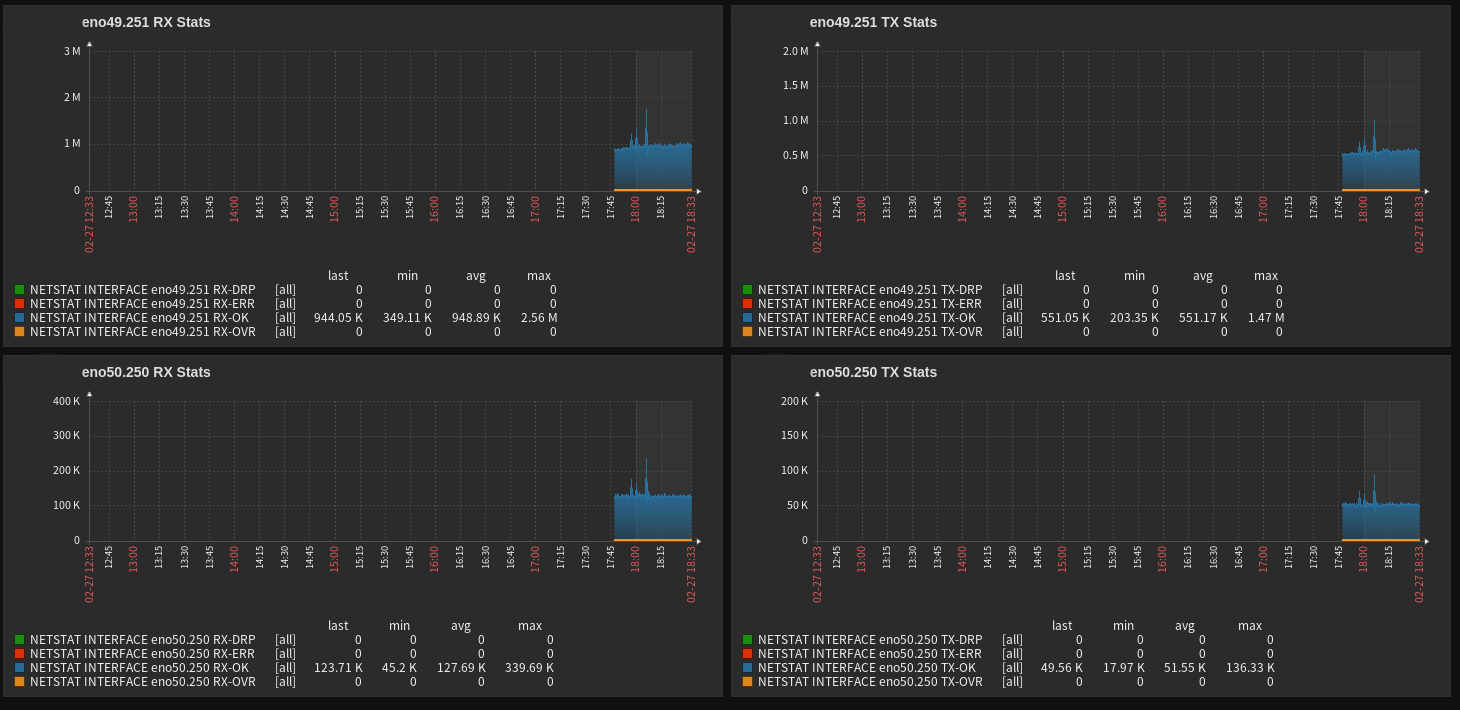 eno49.251 RX Stats
3 M
2 M
1 M
0
02-27 12:33 12:45 13:00 13:15 13:30 13:45 14:00 14:15 14:30 14:45 15:00 15:15 15:30 15:45 16:00 16:15 16:30 16:45 17:00 17:15 17:30 17:45 18:00 18:15 02-27 18:33
last min avg max
NETSTAT INTERFACE eno49.251 RX-DRP [all] 0 0 0 0
NETSTAT INTERFACE eno49.251 RX-ERR [all] 0 0 0 0
NETSTAT INTERFACE eno49.251 RX-OK [all] 944.05 K 349.11 K 948.89 K 2.56 M
NETSTAT INTERFACE eno49.251 RX-OVR [all] 0 0 0 0
eno49.251 TX Stats
2.0 M
1.5 M
1.0 M
0.5 M
0
02-27 12:33 12:45 13:00 13:15 13:30 13:45 14:00 14:15 14:30 14:45 15:00 15:15 15:30 15:45 16:00 16:15 16:30 16:45 17:00 17:15 17:30 17:45 18:00 18:15 02-27 18:33
last min avg max
NETSTAT INTERFACE eno49.251 TX-DRP [all] 0 0 0 0
NETSTAT INTERFACE eno49.251 TX-ERR [all] 0 0 0 0
NETSTAT INTERFACE eno49.251 TX-OK [all] 551.05 K 203.35 K 551.17 K 1.47 M
NETSTAT INTERFACE eno49.251 TX-OVR [all] 0 0 0 0
eno50.250 RX Stats
400 K
300 K
200 K
100 K
0
02-27 12:33 12:45 13:00 13:15 13:30 13:45 14:00 14:15 14:30 14:45 15:00 15:15 15:30 15:45 16:00 16:15 16:30 16:45 17:00 17:15 17:30 17:45 18:00 18:15 02-27 18:33
last min avg max
NETSTAT INTERFACE eno50.250 RX-DRP [all] 0 0 0 0
NETSTAT INTERFACE eno50.250 RX-ERR [all] 0 0 0 0
NETSTAT INTERFACE eno50.250 RX-OK [all] 123.71 K 45.2 K 127.69 K 339.69 K
NETSTAT INTERFACE eno50.250 RX-OVR [all] 0 0 0 0
eno50.250 TX Stats
200 K
150 K
100 K
50 K
0
02-27 12:33 12:45 13:00 13:15 13:30 13:45 14:00 14:15 14:30 14:45 15:00 15:15 15:30 15:45 16:00 16:15 16:30 16:45 17:00 17:15 17:30 17:45 18:00 18:15 02-27 18:33
last min avg max
NETSTAT INTERFACE eno50.250 TX-DRP [all] 0 0 0 0
NETSTAT INTERFACE eno50.250 TX-ERR [all] 0 0 0 0
NETSTAT INTERFACE eno50.250 TX-OK [all] 49.56 K 17.97 K 51.55 K 136.33 K
NETSTAT INTERFACE eno50.250 TX-OVR [all] 0 0 0 0